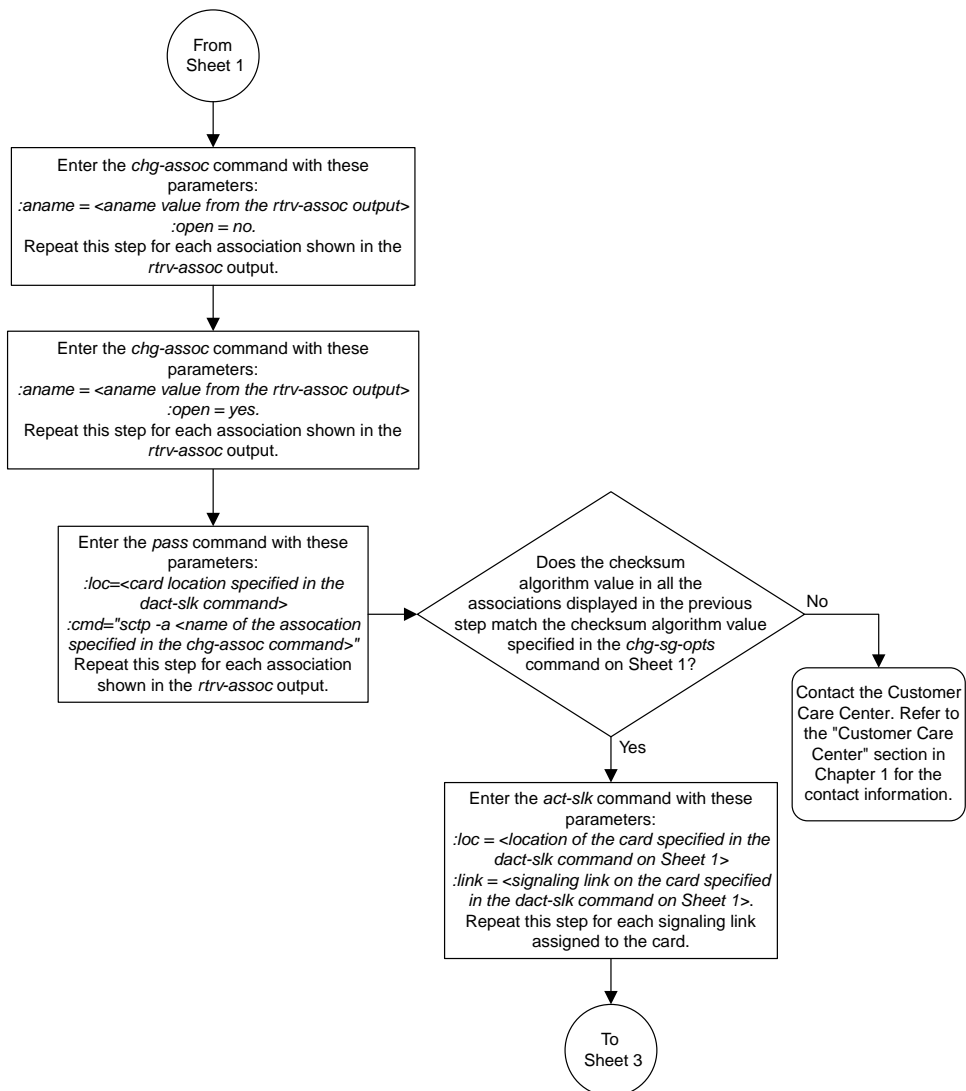 From
Sheet 1
Enter the chg-assoc command with these
parameters:
:aname = <aname value from the rtrv-assoc output>
:open = no.
Repeat this step for each association shown in the
rtrv-assoc output.
Enter the chg-assoc command with these
parameters:
:aname = <aname value from the rtrv-assoc output>
:open = yes.
Repeat this step for each association shown in the
rtrv-assoc output.
Enter the pass command with these
parameters:
:loc=<card location specified in the
dact-slk command>
:cmd="sctp -a <name of the assocation
specified in the chg-assoc command>"
Repeat this step for each association
shown in the rtrv-assoc output.
Does the checksum
algorithm value in all the
associations displayed in the previous
step match the checksum algorithm value
specified in the chg-sg-opts
command on Sheet 1?
No
Contact the Customer
Care Center. Refer to
the "Customer Care
Center" section in
Chapter 1 for the
contact information.
Yes
Enter the act-slk command with these
parameters:
:loc = <location of the card specified in the
dact-slk command on Sheet 1>
:link = <signaling link on the card specified
in the dact-slk command on Sheet 1>.
Repeat this step for each signaling link
assigned to the card.
To
Sheet 3